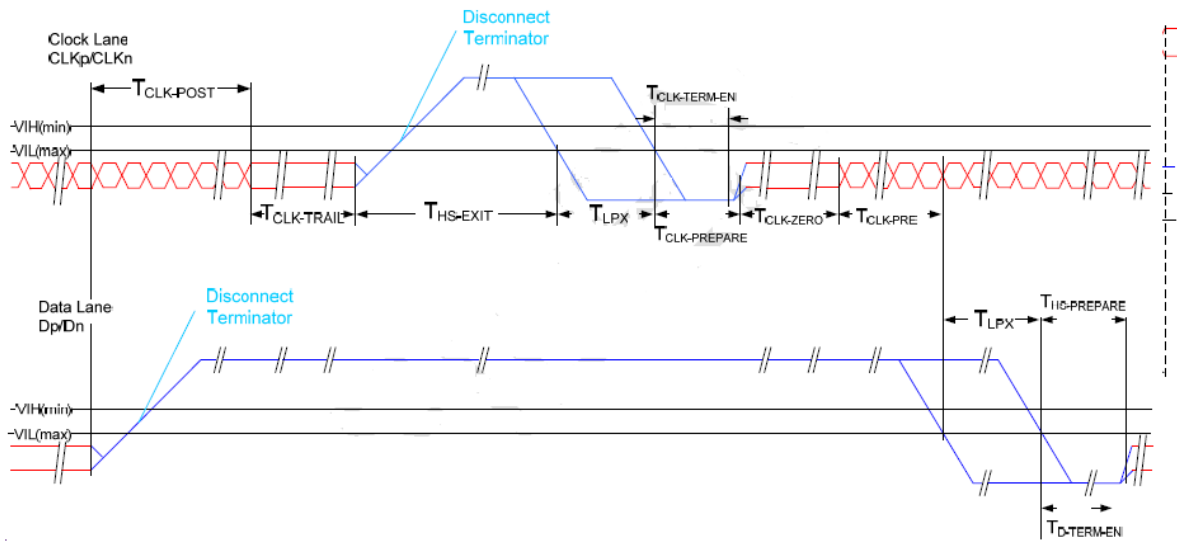 Disconnect
Terminator
Clock Lane
CLKp/CLKn
TCLK-POST
TCLK-TERM-EN
VIH(min)
VIL(max)
TCLK-TRAIL
THS-EXIT
TLPX
TCLK-PREPARE
TCLK-ZERO
TCLK-PRE
Disconnect
Terminator
Data Lane
Dp/Dn
TLPX
THS-PREPARE
VIH(min)
VIL(max)
TD-TERM-EN